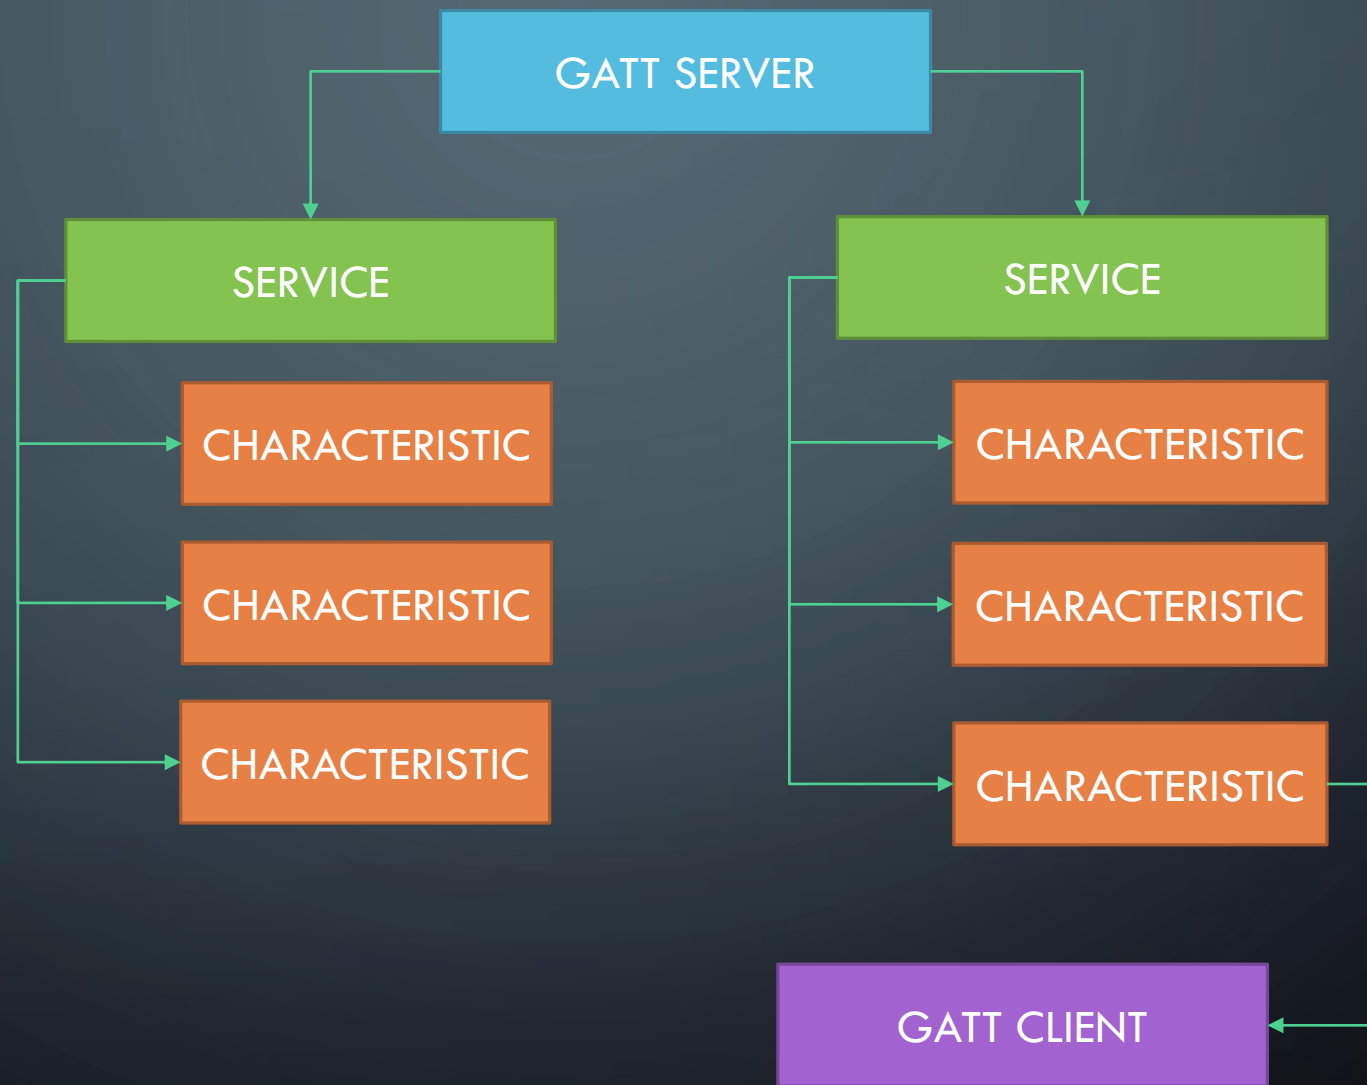 GATT SERVER
SERVICE
CHARACTERISTIC
CHARACTERISTIC
CHARACTERISTIC
SERVICE
CHARACTERISTIC
CHARACTERISTIC
CHARACTERISTIC
GATT CLIENT